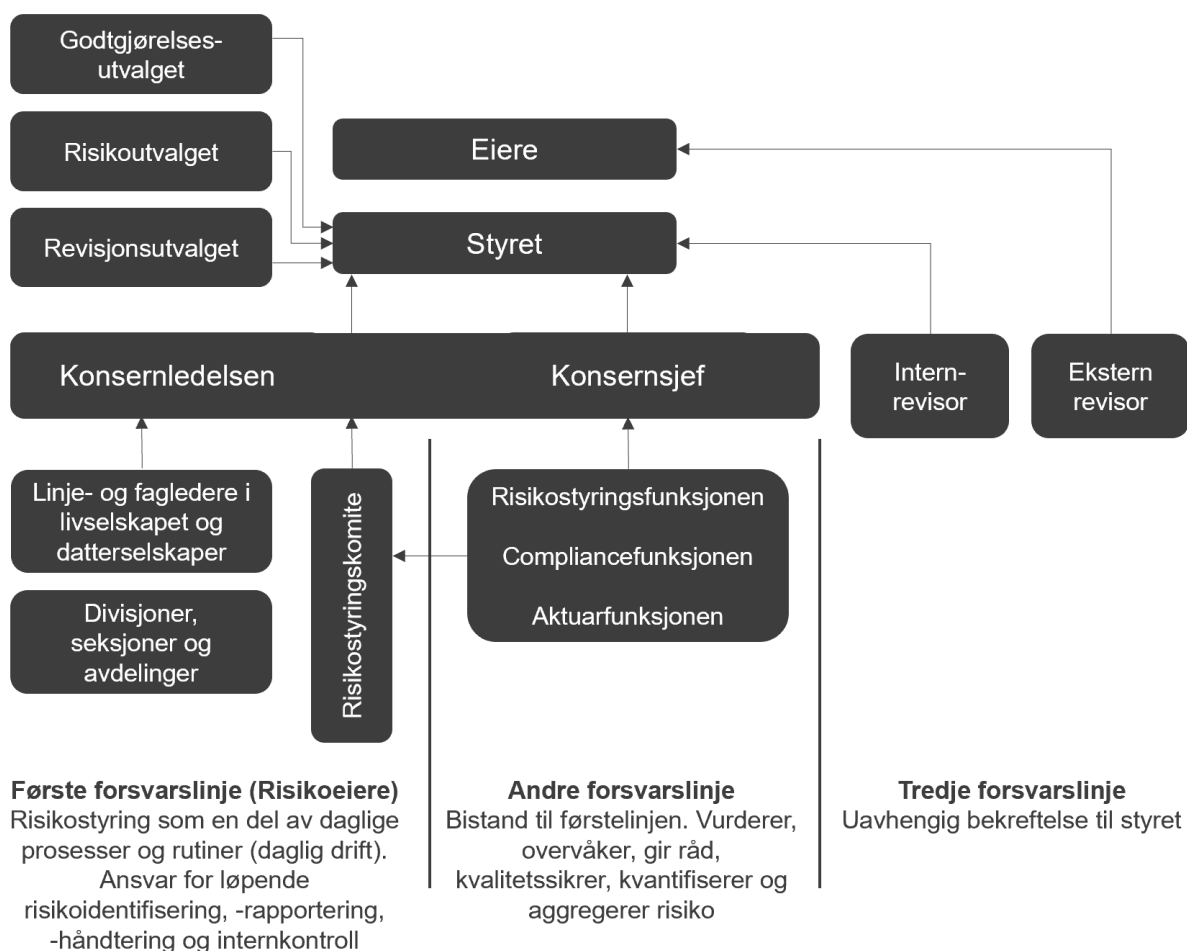 Godtgjørelses-
utvalget
Risikoutvalget
Revisjonsutvalget
Eiere
Styret
Konsernledelsen
Konsernsjef
Intern-
revisor
Ekstern
revisor
Linje- og fagledere i
livselskapet og
datterselskaper
Divisjoner,
seksjoner og
avdelinger
Risikostyringskomite
Risikostyringsfunksjonen
Compliancefunksjonen
Aktuarfunksjonen
Første forsvarslinje (Risikoeiere)
Risikostyring som en del av daglige
prosesser og rutiner (daglig drift).
Ansvar for løpende
risikoidentifisering, -rapportering,
-håndtering og internkontroll
Andre forsvarslinje
Bistand til førstelinjen. Vurderer,
overvåker, gir råd,
kvalitetssikrer, kvantifiserer og
aggregerer risiko
Tredje forsvarslinje
Uavhengig bekreftelse til styret